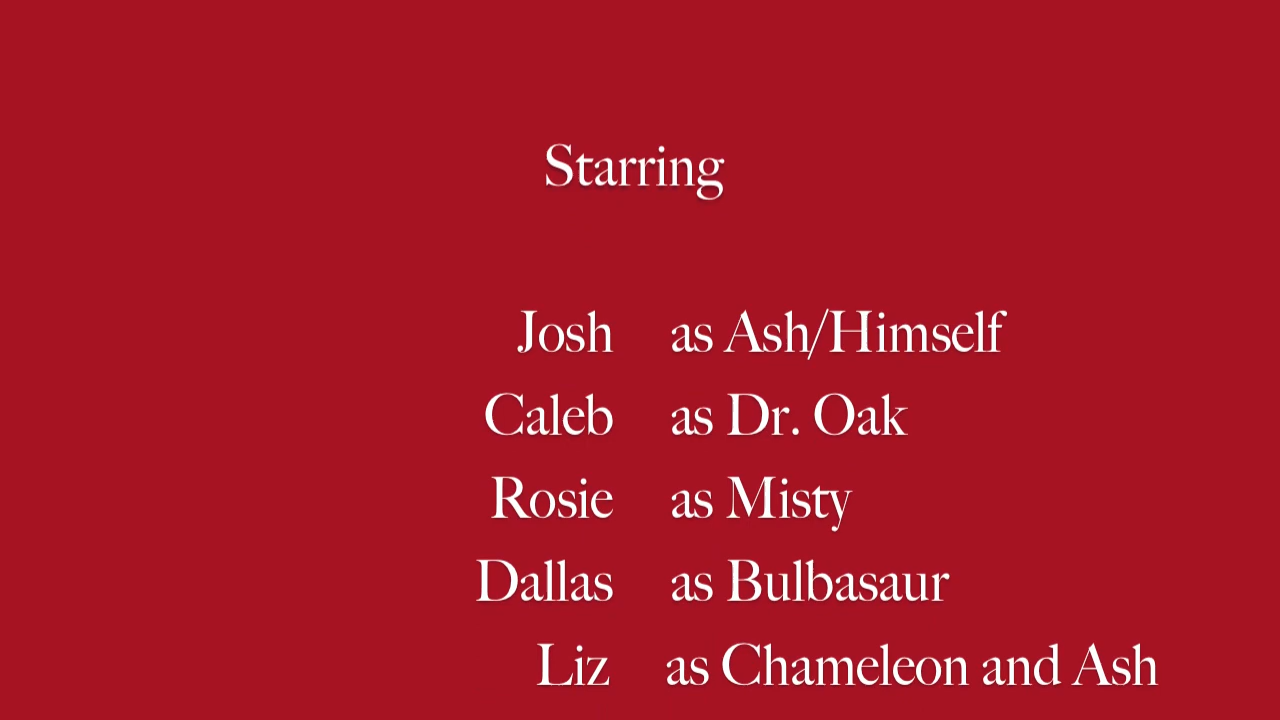 Starring
Josh as Ash/Himself
Caleb as Dr. Oak
Rosie as Misty
Dallas as Bulbasaur
Liz as Chameleon and Ash